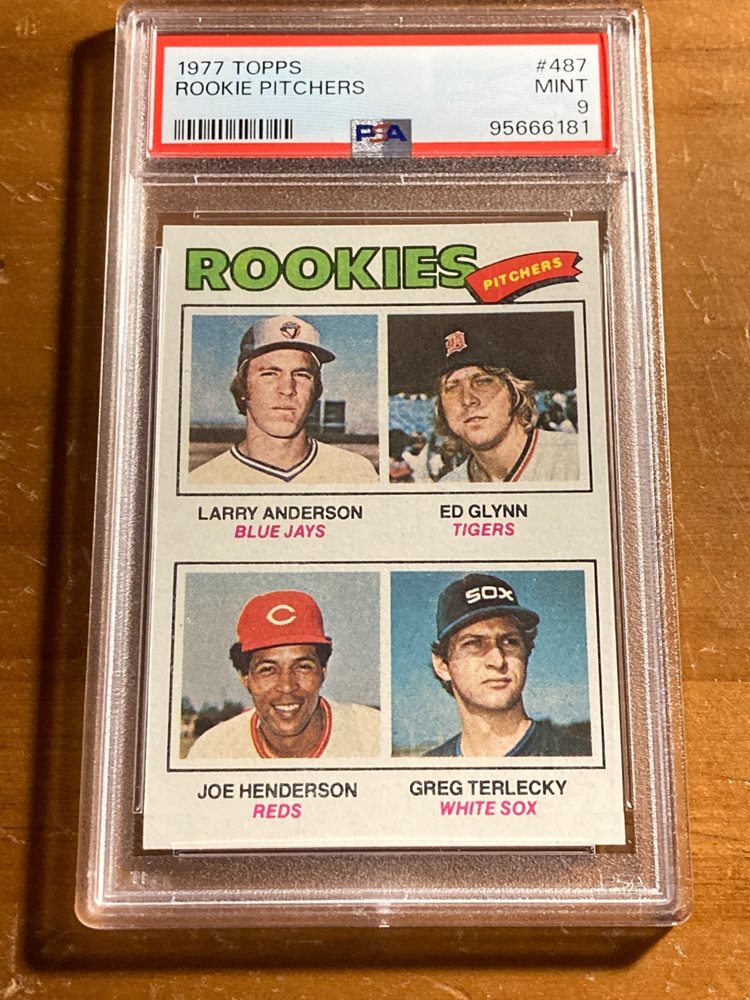 1977 TOPPS #487
ROOKIE PITCHERS MINT
9
PSA 95666181
ROOKIES PITCHERS
LARRY ANDERSON ED GLYNN
BLUE JAYS TIGERS
C SOX
JOE HENDERSON GREG TERLECKY
REDS WHITE SOX
PSA